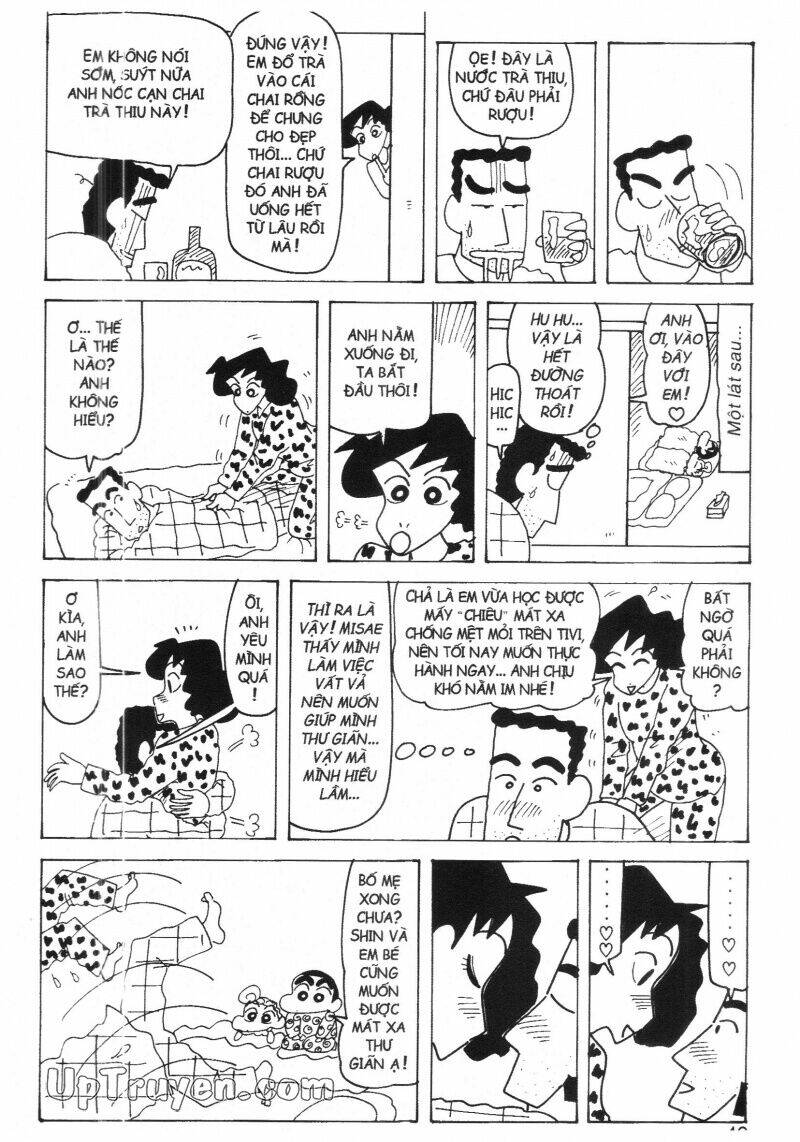 ỌE! ĐÂY LÀ
NƯỚC TRÀ THIU,
CHỨ ĐÂU PHẢI
RƯỢU!
ĐÚNG VẬY!
EM ĐỔ TRÀ
VÀO CÁI
CHAI RỖNG
ĐỂ CHƯNG
CHO ĐẸP
THÔI... CHỨ
CHAI RƯỢU
ĐÓ ANH ĐÃ
UỐNG HẾT
TỪ LÂU RỒI
MÀ!
EM KHÔNG NÓI
SỚM, SUÝT NỮA
ANH NỐC CẠN CHAI
TRÀ THIU NÀY!
Một lát sau...
ANH
ƠI, VÀO
ĐÂY
VỚI
EM!
♡
HU HU...
VẬY LÀ
HẾT
ĐƯỜNG
THOÁT
RỒI!
HIC
HIC
...
ANH NẰM
XUỐNG ĐI,
TA BẮT
ĐẦU THÔI!
Ơ... THẾ
LÀ THẾ
NÀO?
ANH
KHÔNG
HIỂU?
BẤT
NGỜ
QUÁ
PHẢI
KHÔNG
?
CHẢ LÀ EM VỪA HỌC ĐƯỢC
MẤY "CHIÊU" MÁT XA
CHỐNG MỆT MỎI TRÊN TIVI,
NÊN TỐI NAY MUỐN THỰC
HÀNH NGAY... ANH CHỊU
KHÓ NẰM IM NHÉ!
THÌ RA LÀ
VẬY! MISAE
THẤY MÌNH
LÀM VIỆC
VẤT VẢ
NÊN MUỐN
GIÚP MÌNH
THƯ GIÃN...
VẬY MÀ
MÌNH HIỂU
LẦM...
ÔI,
ANH
YÊU
MÌNH
QUÁ
!
Ơ
KÌA,
ANH
LÀM
SAO
THẾ?
......♡♡
....♡♡
BỐ MẸ
XONG
CHƯA?
SHIN VÀ
EM BÉ
CŨNG
MUỐN
ĐƯỢC
MÁT XA
THƯ
GIÃN Ạ!
UpTruyen.com